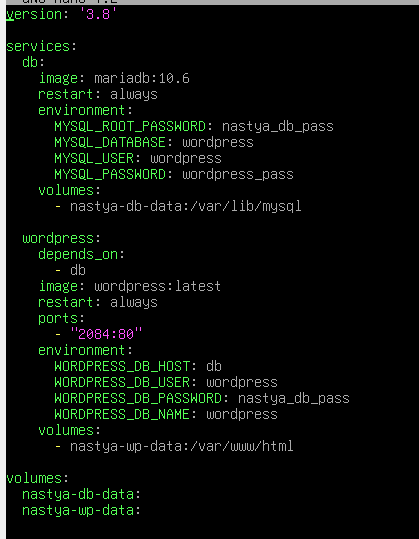 version: '3.8'

services:
  db:
    image: mariadb:10.6
    restart: always
    environment:
      MYSQL_ROOT_PASSWORD: nastya_db_pass
      MYSQL_DATABASE: wordpress
      MYSQL_USER: wordpress
      MYSQL_PASSWORD: wordpress_pass
    volumes:
      - nastya-db-data:/var/lib/mysql

  wordpress:
    depends_on:
      - db
    image: wordpress:latest
    restart: always
    ports:
      - "2084:80"
    environment:
      WORDPRESS_DB_HOST: db
      WORDPRESS_DB_USER: wordpress
      WORDPRESS_DB_PASSWORD: nastya_db_pass
      WORDPRESS_DB_NAME: wordpress
    volumes:
      - nastya-wp-data:/var/www/html

volumes:
  nastya-db-data:
  nastya-wp-data: